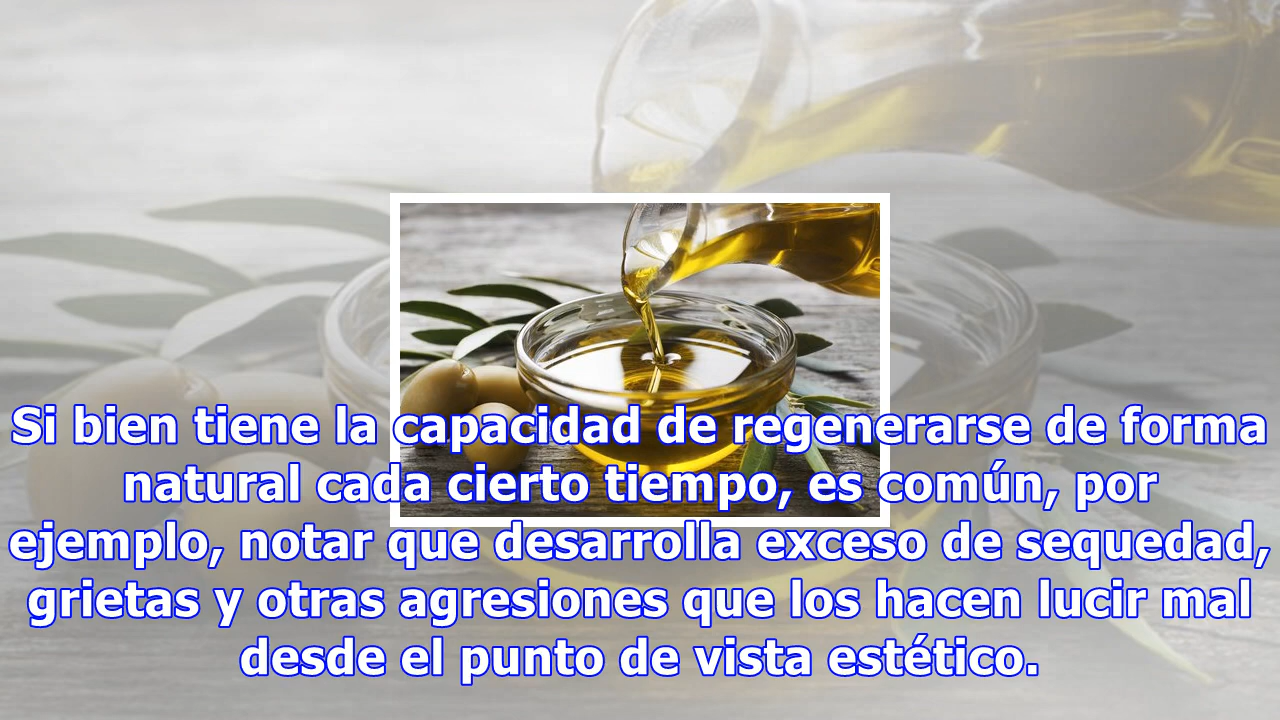 Si bien tiene la capacidad de regenerarse de forma
natural cada cierto tiempo, es común, por
ejemplo, notar que desarrolla exceso de sequedad,
grietas y otras agresiones que los hacen lucir mal
desde el punto de vista estético.